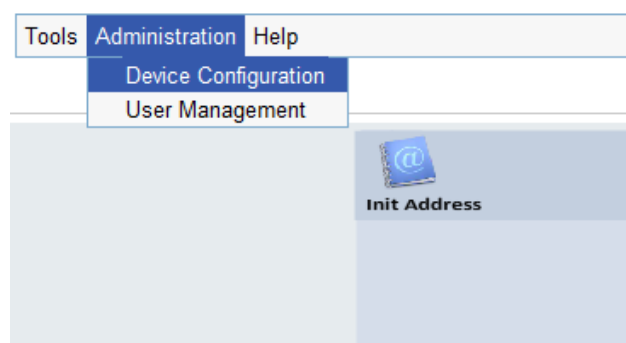 Tools Administration Help
Device Configuration
User Management
@
Init Address